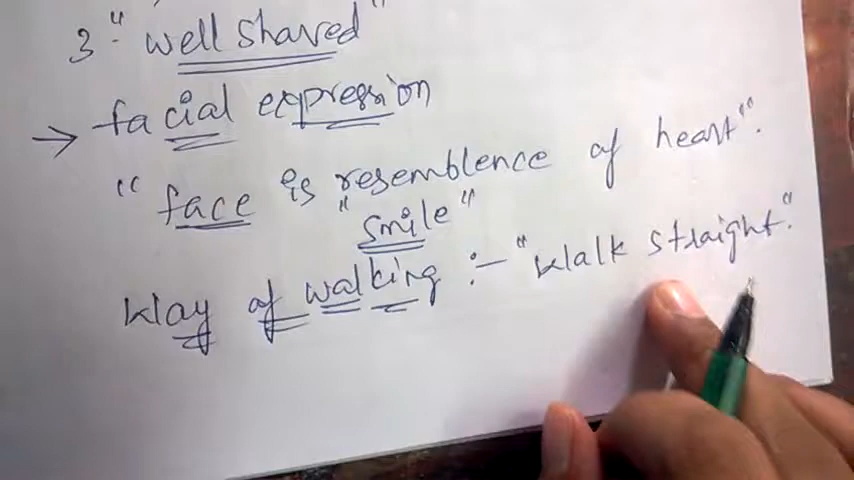 3." well shaved"
→ facial expression
"face is resemblence of heart".
"smile"
Way of walking :- "Walk straight."